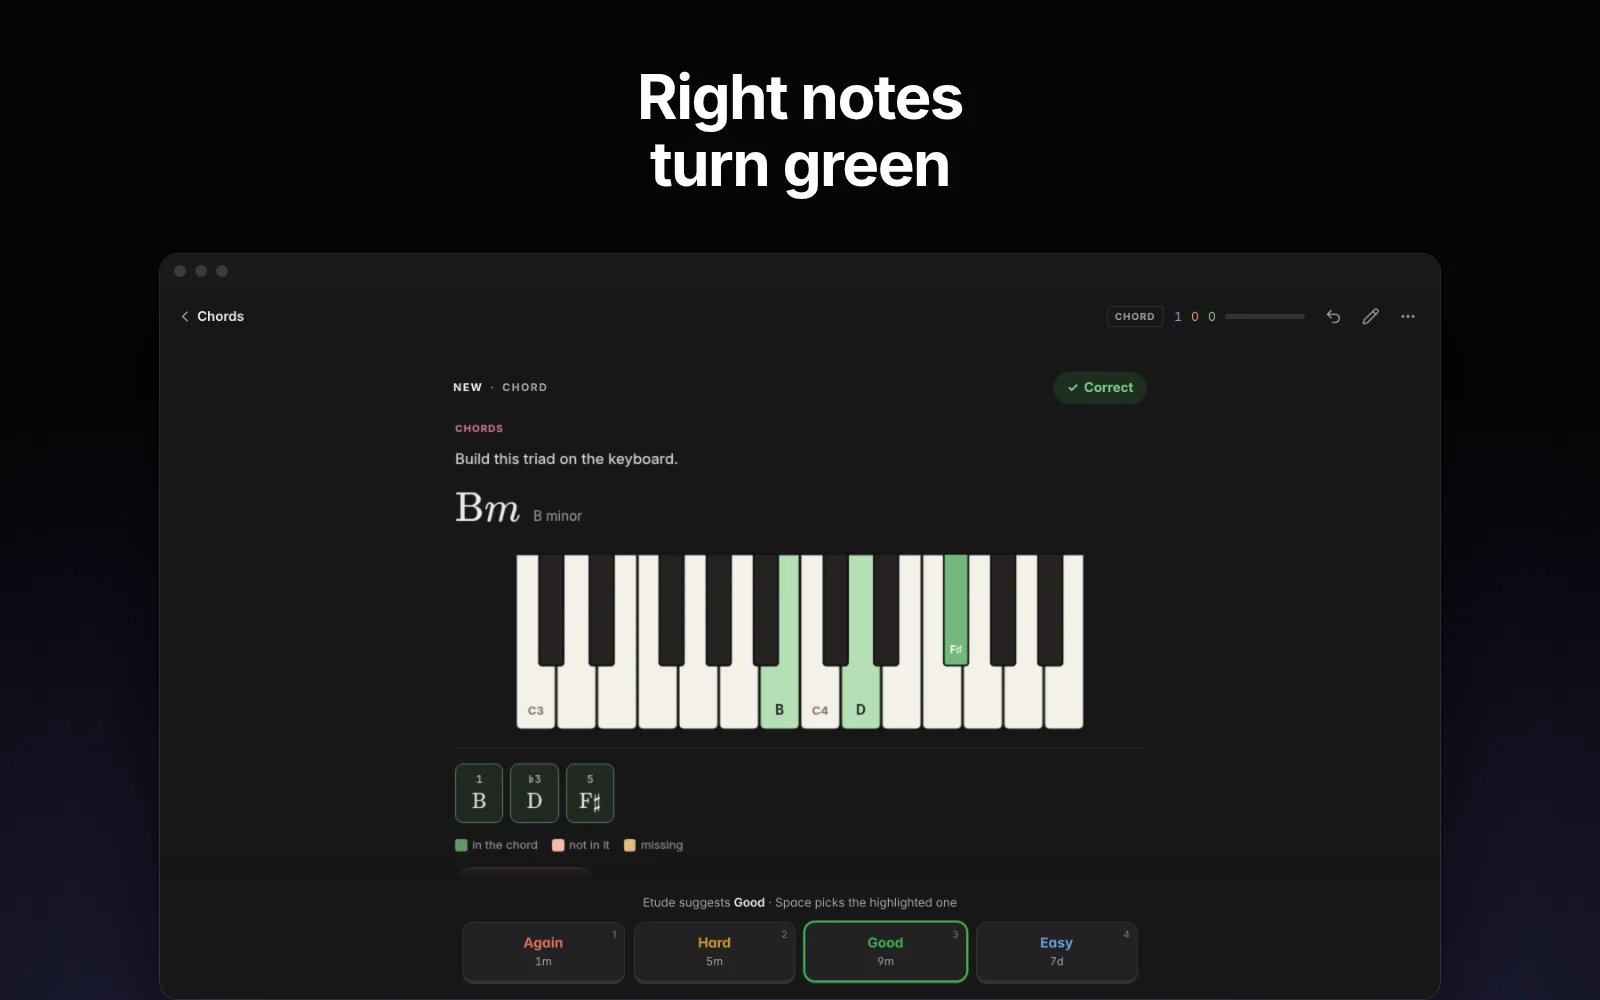 Right notes
turn green
Chords
CHORD 1 0 0
NEW · CHORD
Correct
CHORDS
Build this triad on the keyboard.
Bm B minor
F♯
C3 B C4 D
1 ♭3 5
B D F♯
in the chord not in it missing
Etude suggests Good · Space picks the highlighted one
Again 1 Hard 2 Good 3 Easy 4
1m 5m 9m 7d